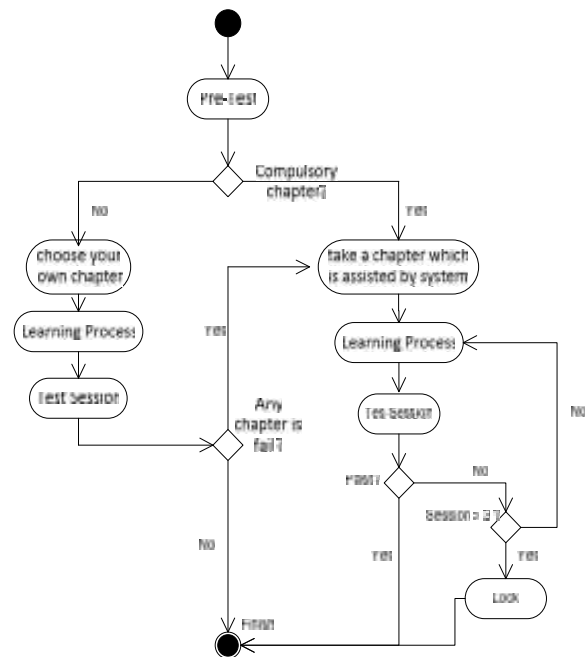 Pre-Test
Compulsory
chapter?
No
Yes
choose your
own chapter
take a chapter which
is assisted by system
Learning Process
Learning Process
Yes
Test Session
Tes Session
Any
chapter is
fail?
No
Pass?
No
No
Yes
Yes
Lock
Finish